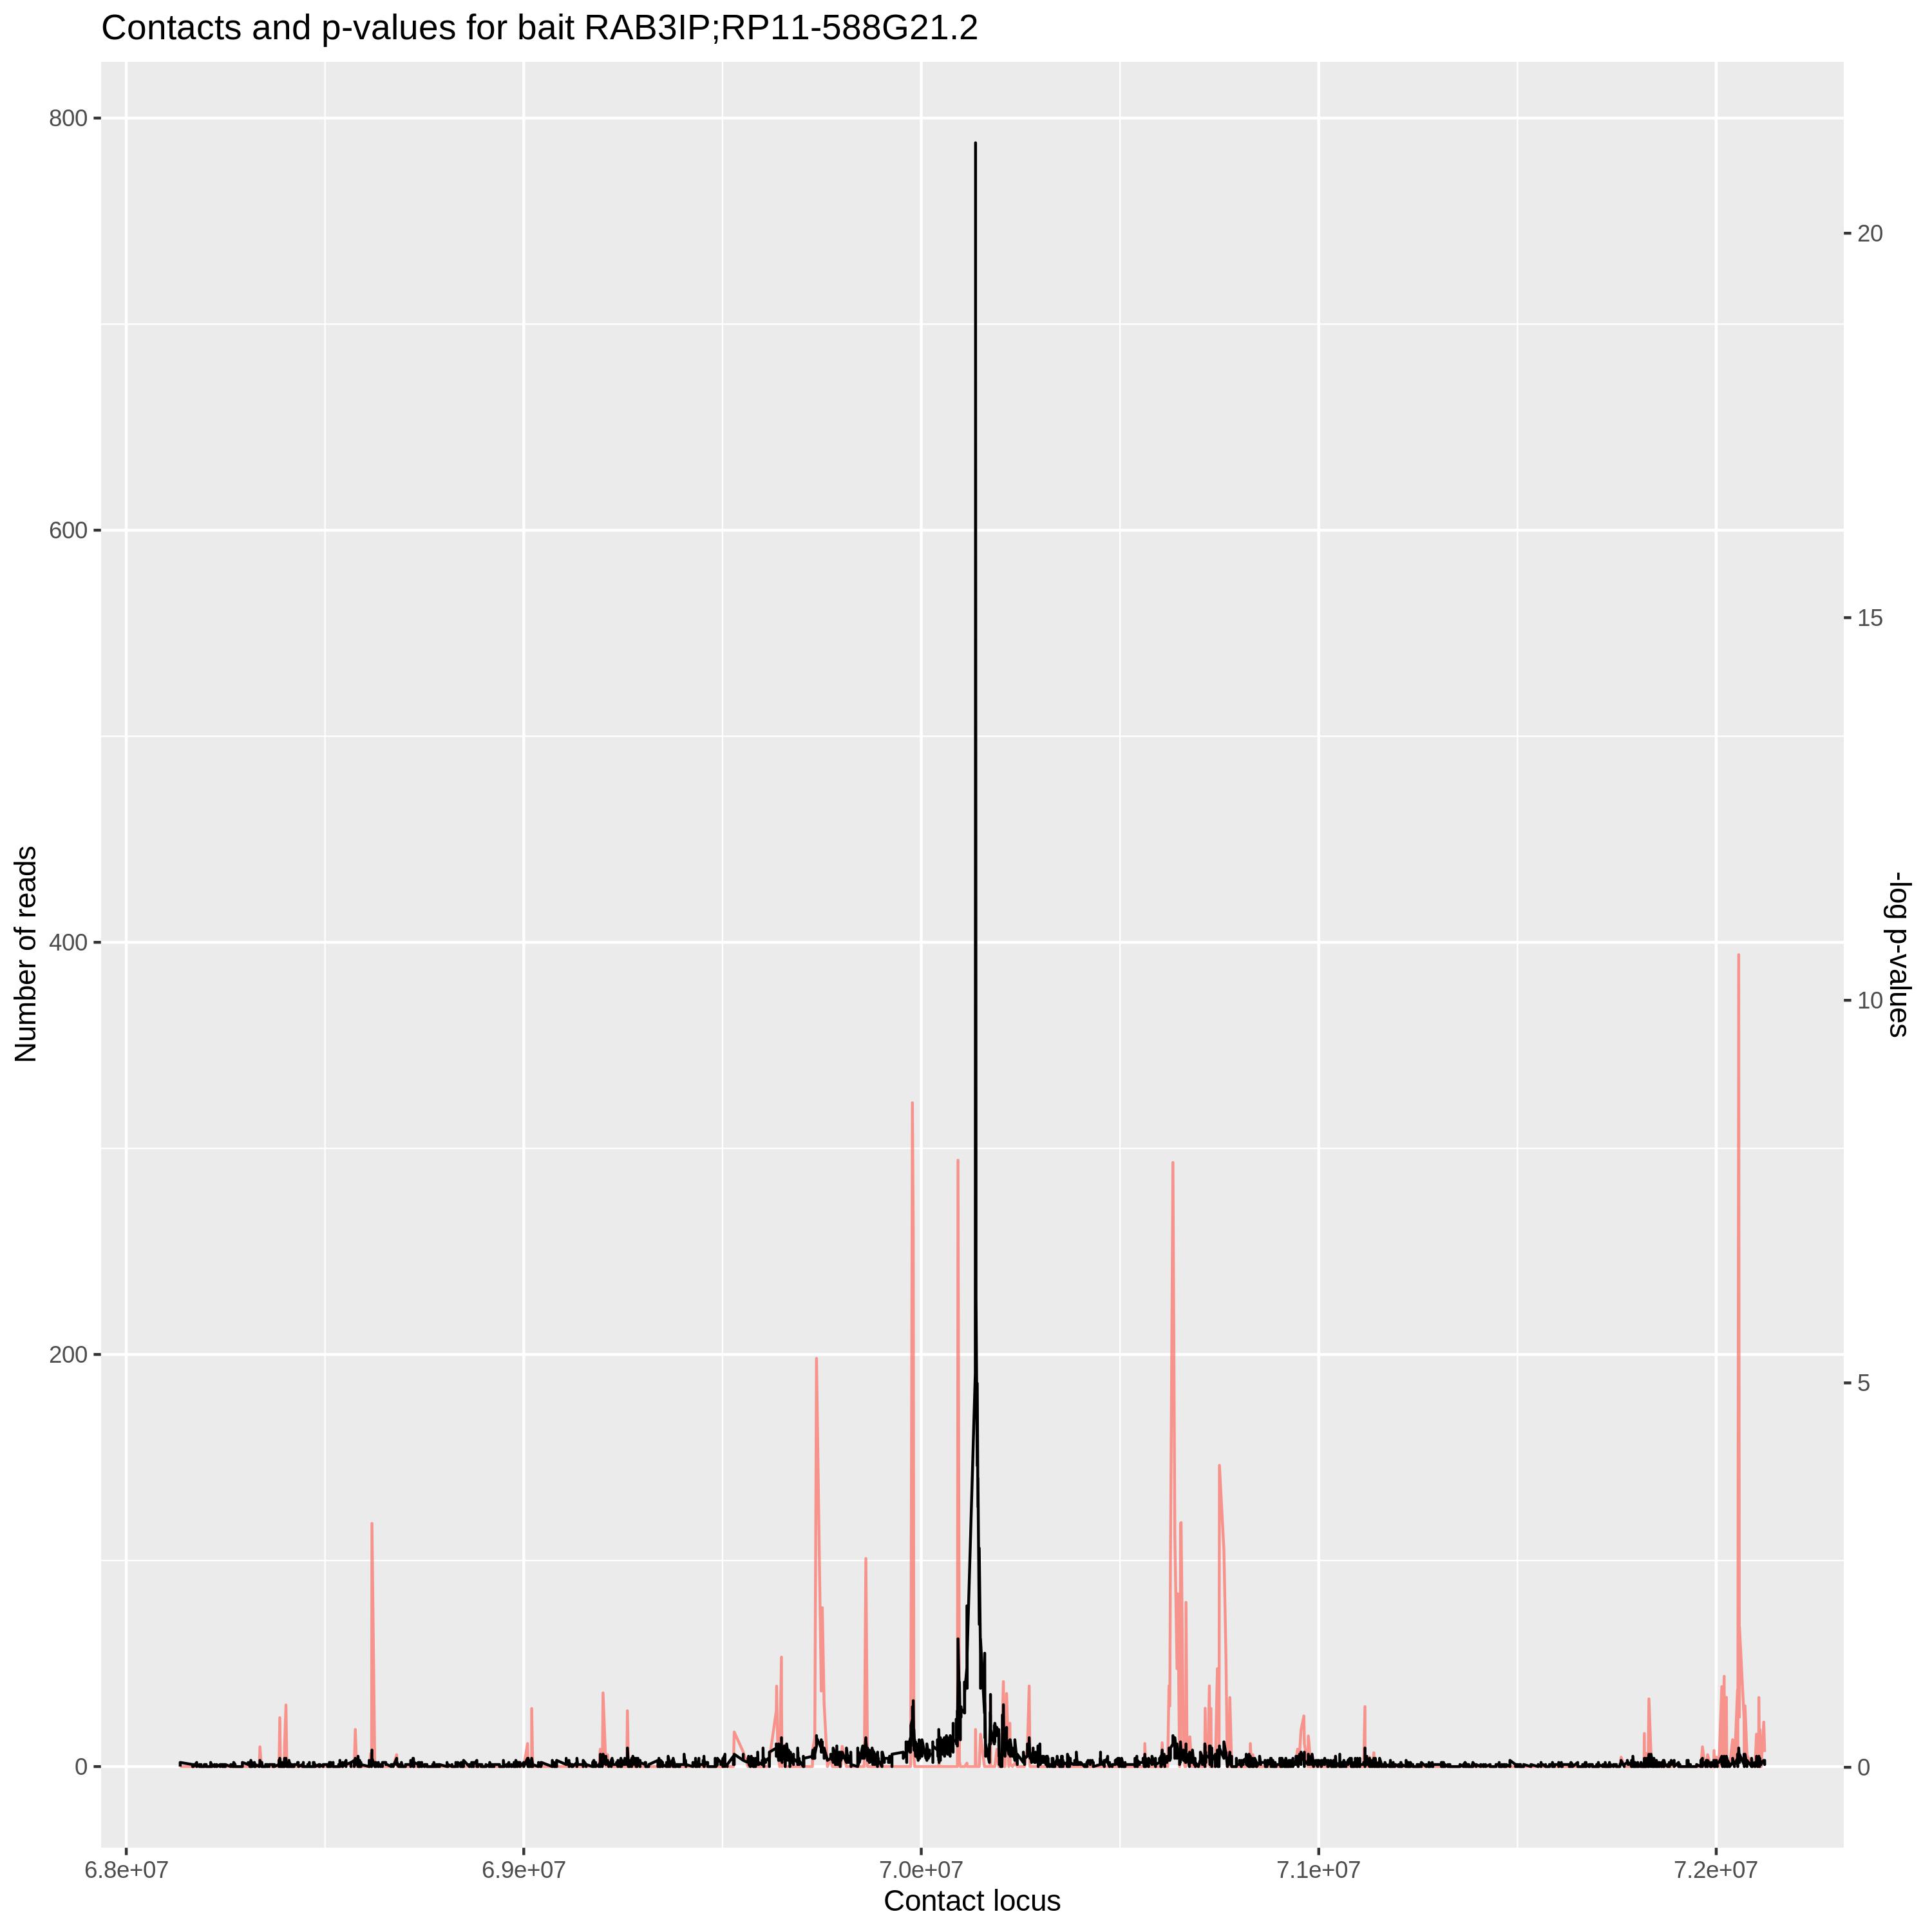 Contacts and p-values for bait RAB3IP;RP11-588G21.2
800
600
400
200
0
Number of reads
20
15
10
5
0
-log p-values
6.8e+07
6.9e+07
7.0e+07
7.1e+07
7.2e+07
Contact locus